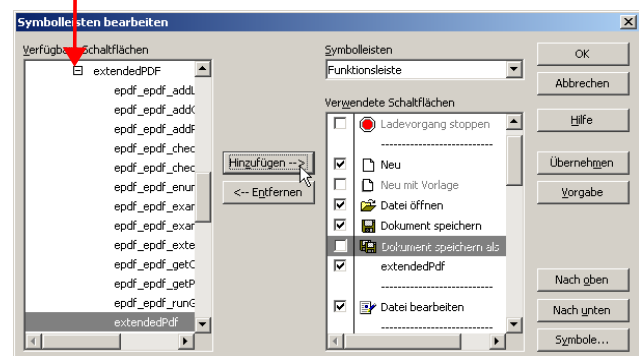 Symbolleisten bearbeiten
Verfügbare Schaltflächen
extendedPDF
epdf_epdf_addL
epdf_epdf_add(
epdf_epdf_addF
epdf_epdf_chec
epdf_epdf_chec
epdf_epdf_enur
epdf_epdf_exar
epdf_epdf_exar
epdf_epdf_exte
epdf_epdf_getC
epdf_epdf_getP
epdf_epdf_runG
extendedPdf
Hinzufügen -->
<-- Entfernen
Symbolleisten
Funktionsleiste
Verwendete Schaltflächen
Ladevorgang stoppen
----------------------
Neu
Neu mit Vorlage
Datei öffnen
Dokument speichern
Dokument speichern als
extendedPdf
----------------------
Datei bearbeiten
----------------------
OK
Abbrechen
Hilfe
Übernehmen
Vorgabe
Nach oben
Nach unten
Symbole...